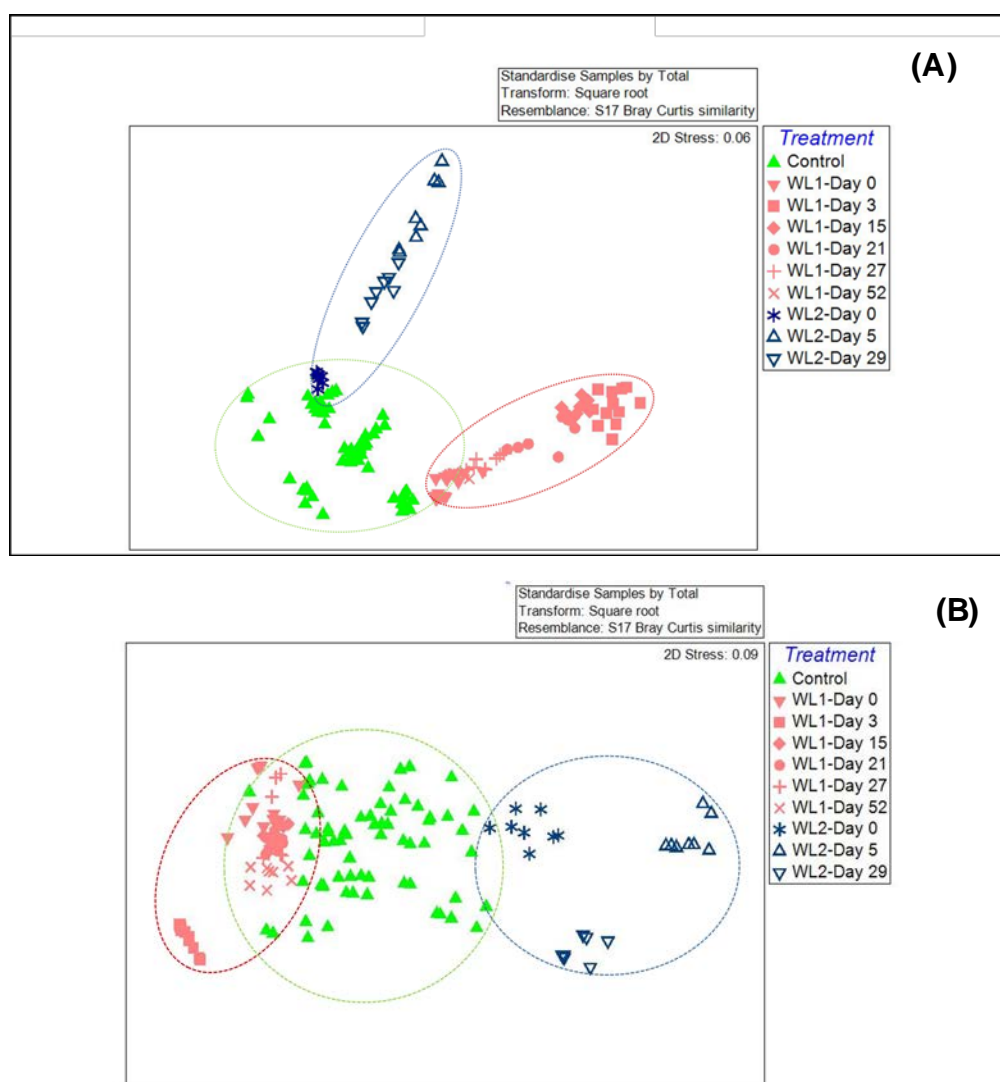 (A)
Standardise Samples by Total
Transform: Square root
Resemblance: S17 Bray Curtis similarity
2D Stress: 0.06
Treatment
Control
WL1-Day 0
WL1-Day 3
WL1-Day 15
WL1-Day 21
WL1-Day 27
WL1-Day 52
WL2-Day 0
WL2-Day 5
WL2-Day 29
(B)
Standardise Samples by Total
Transform: Square root
Resemblance: S17 Bray Curtis similarity
2D Stress: 0.09
Treatment
Control
WL1-Day 0
WL1-Day 3
WL1-Day 15
WL1-Day 21
WL1-Day 27
WL1-Day 52
WL2-Day 0
WL2-Day 5
WL2-Day 29